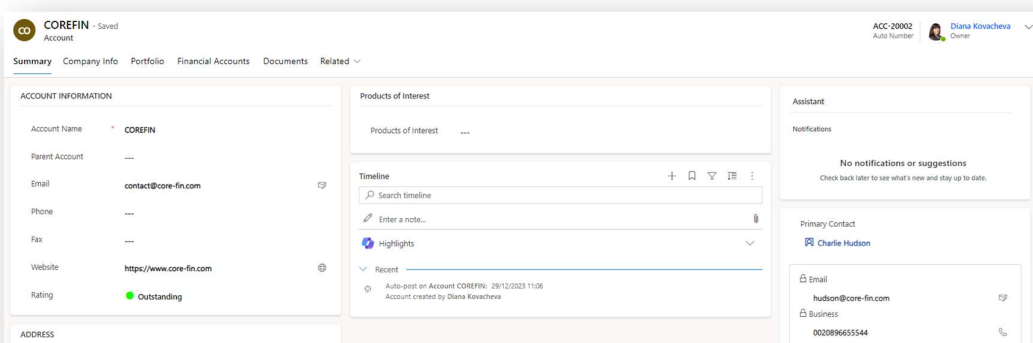 CO
COREFIN - Saved
Account
ACC-20002
Auto Number
Diana Kovacheva
Owner
Summary Company Info Portfolio Financial Accounts Documents Related
ACCOUNT INFORMATION
Account Name * COREFIN
Parent Account ---
Email contact@core-fin.com
Phone ---
Fax ---
Website https://www.core-fin.com
Rating Outstanding
ADDRESS
Products of Interest
Products of Interest ---
Timeline
Search timeline
Enter a note...
Highlights
Recent
Auto-post on Account COREFIN: 29/12/2023 11:06
Account created by Diana Kovacheva
Assistant
Notifications
No notifications or suggestions
Check back later to see what's new and stay up to date.
Primary Contact
Charlie Hudson
Email
hudson@core-fin.com
Business
0020896655544